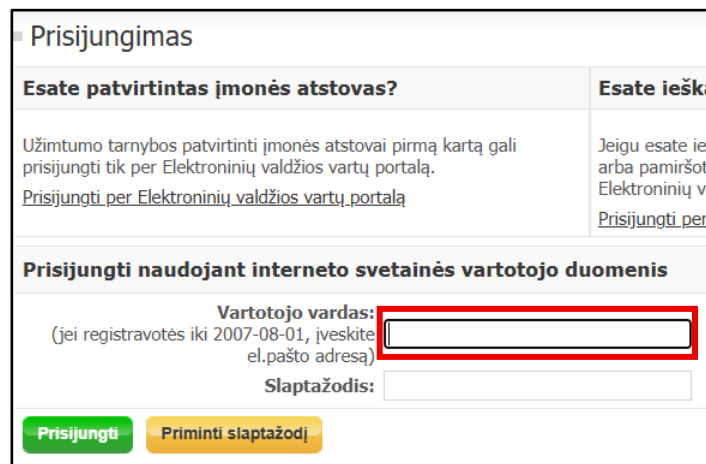 Prisijungimas
Esate patvirtintas įmonės atstovas?
Užimtumo tarnybos patvirtinti įmonės atstovai pirmą kartą gali
prisijungti tik per Elektroninių valdžios vartų portalą.
Prisijungti per Elektroninių valdžios vartų portalą
Esate iešk
Jeigu esate ie
arba pamiršot
Elektroninių v
Prisijungti per
Prisijungti naudojant interneto svetainės vartotojo duomenis
Vartotojo vardas:
(jei registravotės iki 2007-08-01, įveskite
el.pašto adresą)
Slaptažodis:
Prisijungti
Priminti slaptažodį